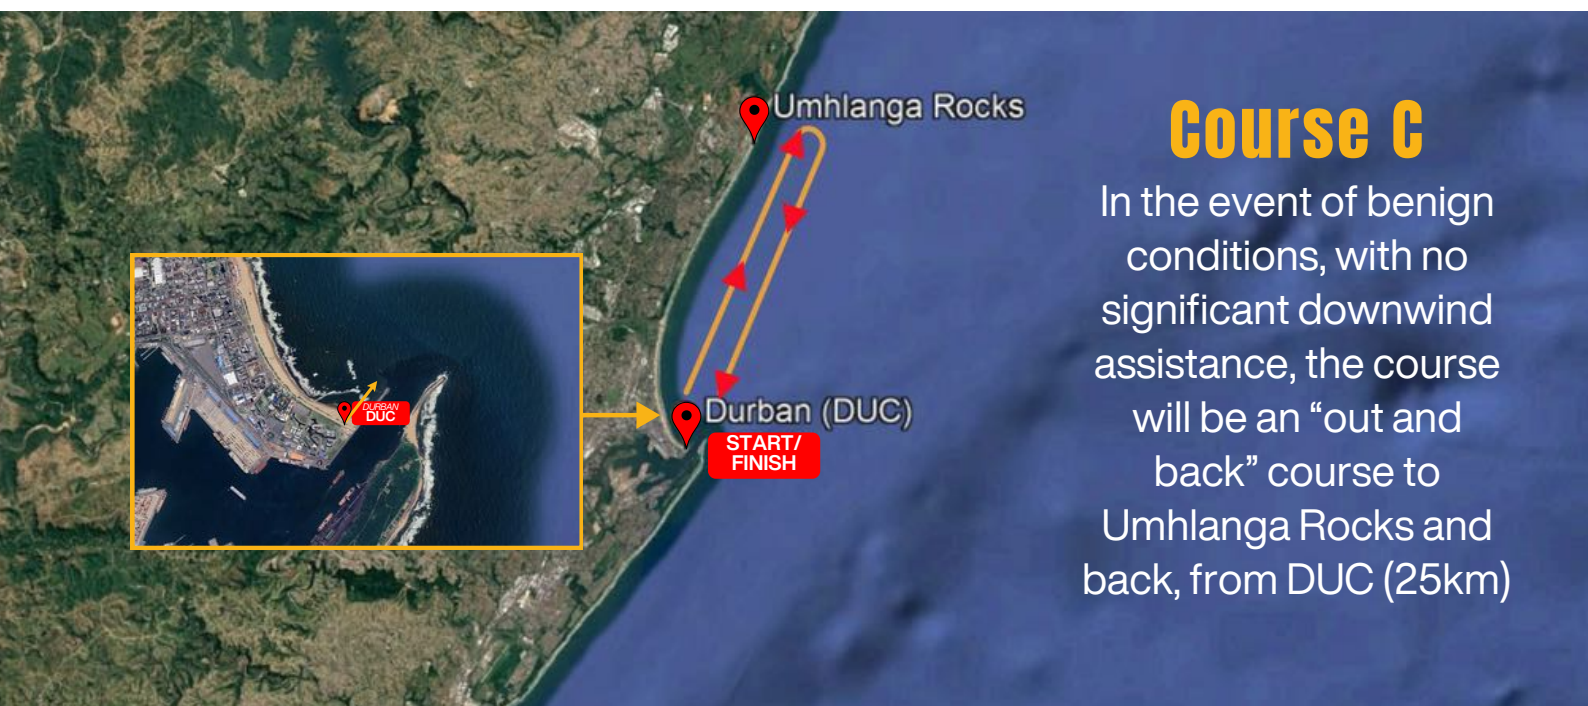 Umhlanga Rocks
Course C
In the event of benign
conditions, with no
significant downwind
assistance, the course
will be an “out and
back” course to
Umhlanga Rocks and
back, from DUC (25km)
DURBAN
DUC
Durban (DUC)
START/
FINISH